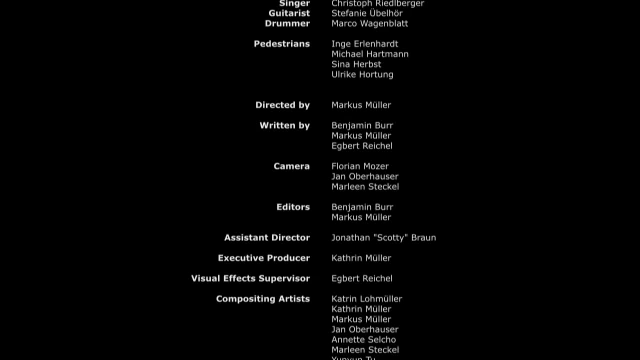 Singer Christoph Riedlberger
Guitarist Stefanie Übelhör
Drummer Marco Wagenblatt
Pedestrians Inge Erlenhardt
Michael Hartmann
Sina Herbst
Ulrike Hortung
Directed by Markus Müller
Written by Benjamin Burr
Markus Müller
Egbert Reichel
Camera Florian Mozer
Jan Oberhauser
Marleen Steckel
Editors Benjamin Burr
Markus Müller
Assistant Director Jonathan "Scotty" Braun
Executive Producer Kathrin Müller
Visual Effects Supervisor Egbert Reichel
Compositing Artists Katrin Lohmüller
Kathrin Müller
Markus Müller
Jan Oberhauser
Annette Selcho
Marleen Steckel